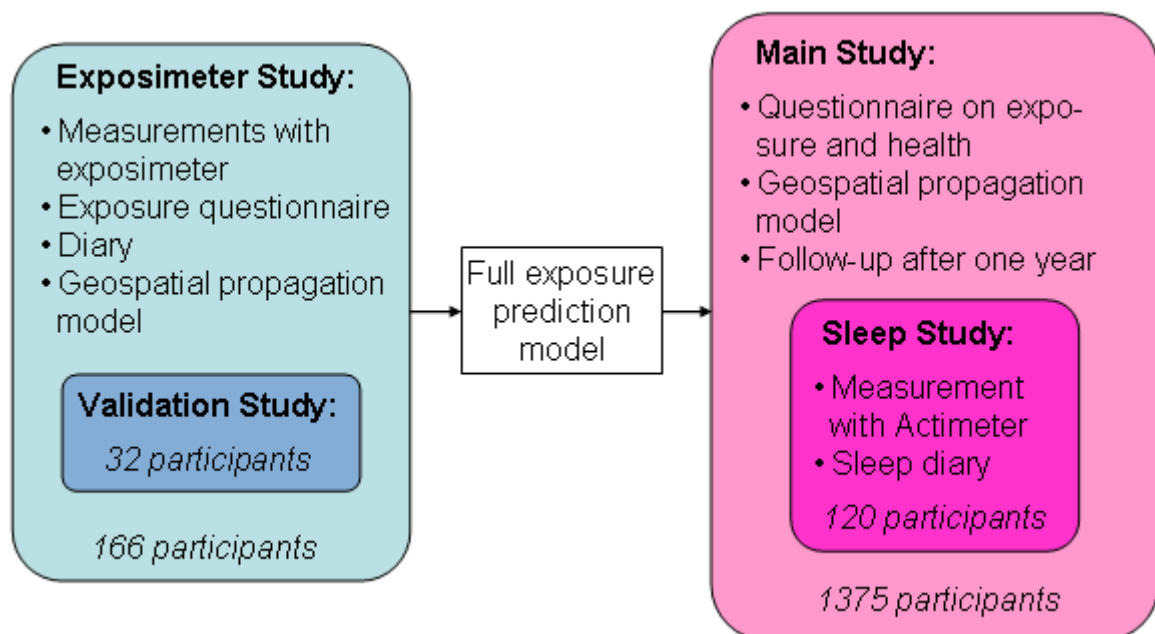 Exposimeter Study:
• Measurements with
exposimeter
• Exposure questionnaire
• Diary
• Geospatial propagation
model
Validation Study:
32 participants
166 participants
Full exposure
prediction
model
Main Study:
• Questionnaire on expo-
sure and health
• Geospatial propagation
model
• Follow-up after one year
Sleep Study:
• Measurement
with Actimeter
• Sleep diary
120 participants
1375 participants